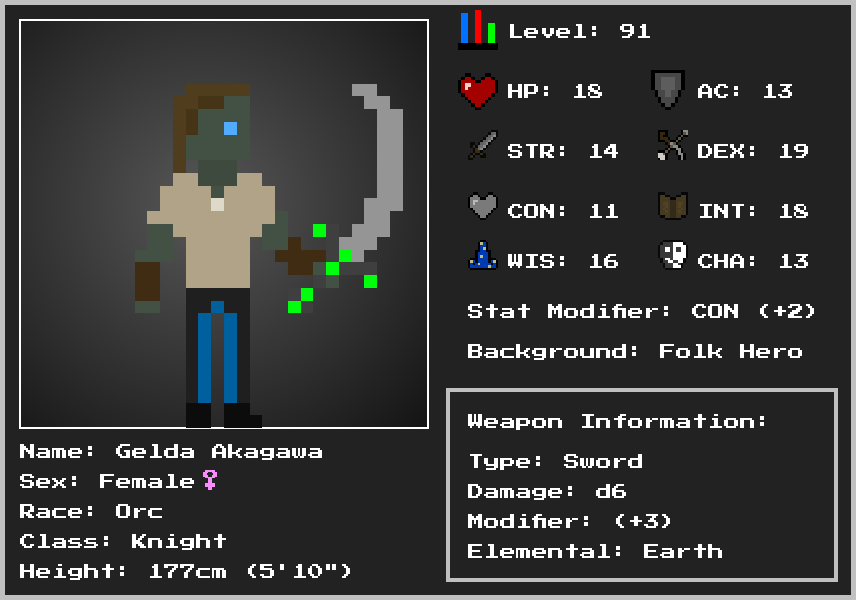 Level: 91
HP: 18 AC: 13
STR: 14 DEX: 19
CON: 11 INT: 18
WIS: 16 CHA: 13
Stat Modifier: CON (+2)
Background: Folk Hero
Weapon Information:
Type: Sword
Damage: d6
Modifier: (+3)
Elemental: Earth
Name: Gelda Akagawa
Sex: Female♀
Race: Orc
Class: Knight
Height: 177cm (5'10")